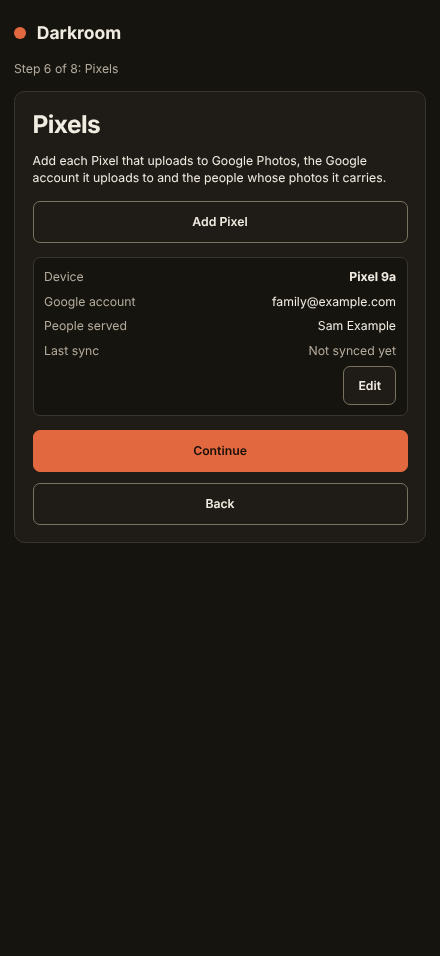 Darkroom
Step 6 of 8: Pixels
Pixels
Add each Pixel that uploads to Google Photos, the Google
account it uploads to and the people whose photos it carries.
Add Pixel
Device Pixel 9a
Google account family@example.com
People served Sam Example
Last sync Not synced yet
Edit
Continue
Back